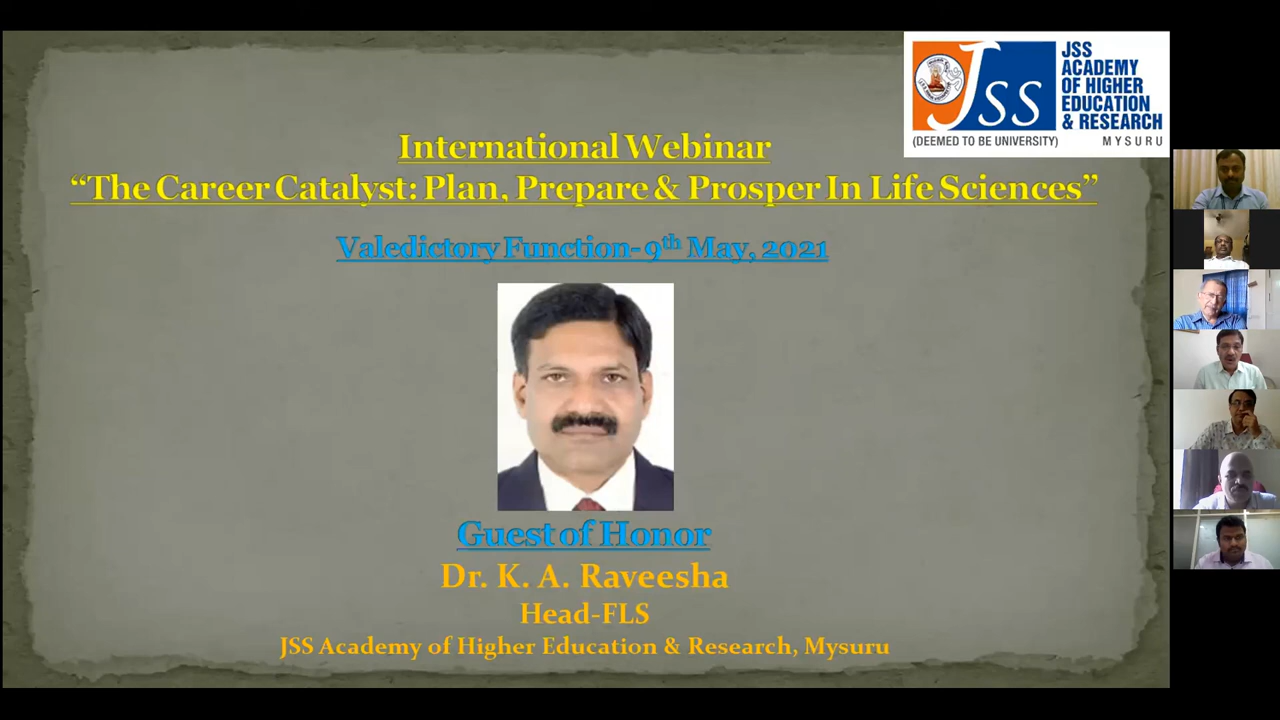 JSS
JSS
ACADEMY
OF HIGHER
EDUCATION
& RESEARCH
(DEEMED TO BE UNIVERSITY) MYSURU
International Webinar
“The Career Catalyst: Plan, Prepare & Prosper In Life Sciences”
Valedictory Function- 9th May, 2021
Guest of Honor
Dr. K. A. Raveesha
Head-FLS
JSS Academy of Higher Education & Research, Mysuru